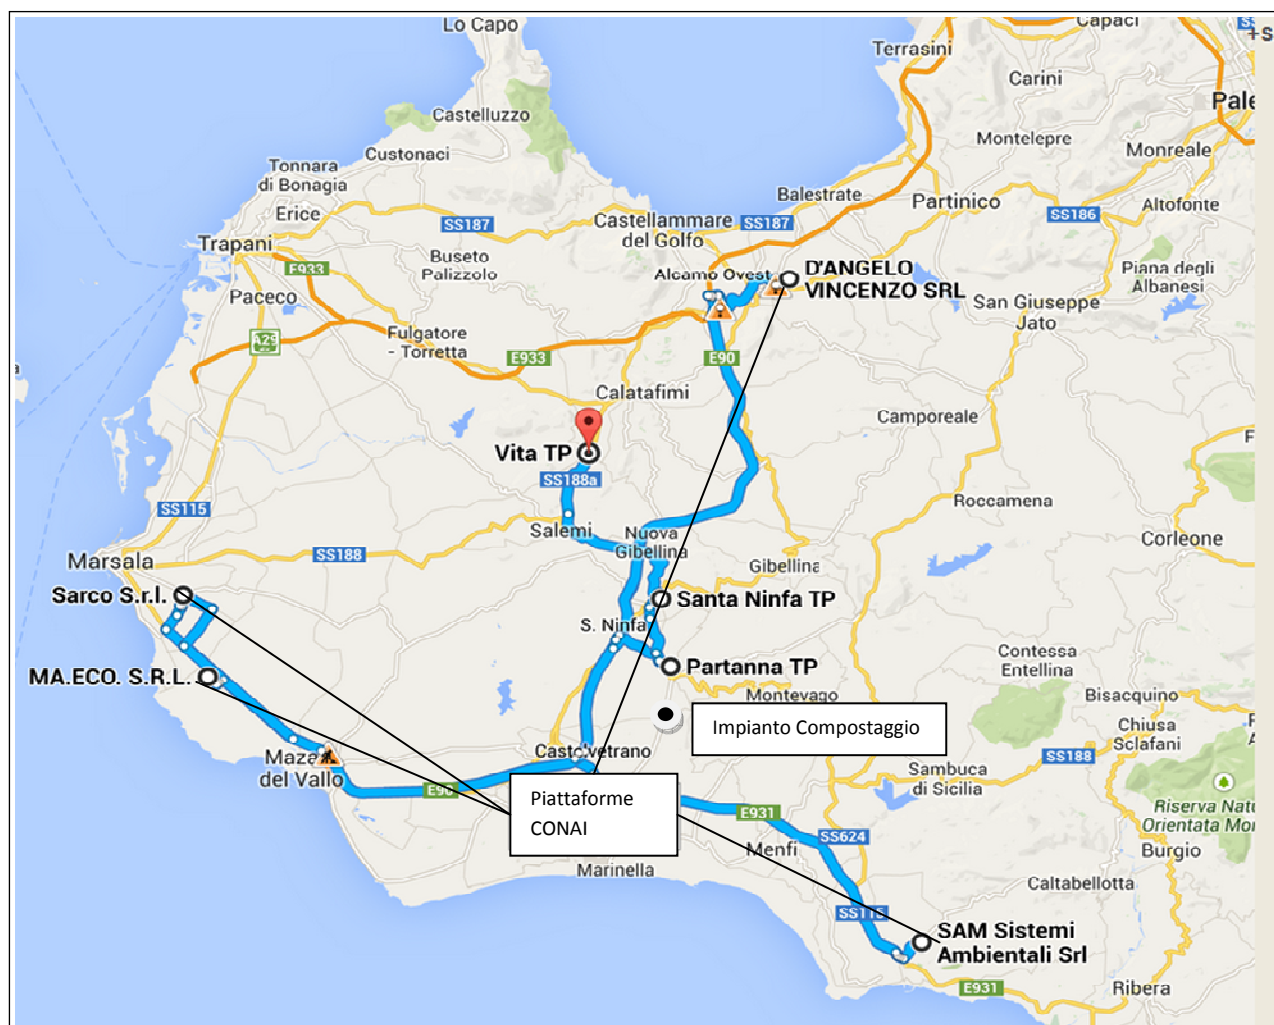 Lo Capo
Capaci
SS
+S
Terrasini
Carini
Castelluzzo
Pale
Montelepre
Custonaci
Monreale
Tonnara
di Bonagia
Balestrate
Partinico
Erice
SS187
Castellammare
del Golfo
SS187
SS186
Altofonte
Trapani
Buseto
Palizzolo
E933
Alcamo Ovest
D'ANGELO
VINCENZO SRL
Piana degli
Albanesi
Paceco
San Giuseppe
Jato
A29
Fulgatore
- Torretta
E933
E90
Calatafimi
Camporeale
Vita TP
SS188a
SS115
Roccamena
Salemi
Nuova
Gibellina
Corleone
Marsala
SS188
Gibellina
Sarco S.r.l.
Santa Ninfa TP
S. Ninfa
Contessa
Entellina
MA.ECO. S.R.L.
Partanna TP
Montevago
Bisacquino
Impianto Compostaggio
Chiusa
Sclafani
Castelvetrano
SS188
del Vallo
Sambuca
di Sicilia
Piattaforme
CONAI
E931
Riserva Natu
Orientata Mon
SS624
Menfi
Burgio
Marinella
Caltabellotta
SS115
SAM Sistemi
Ambientali Srl
E931
Ribera